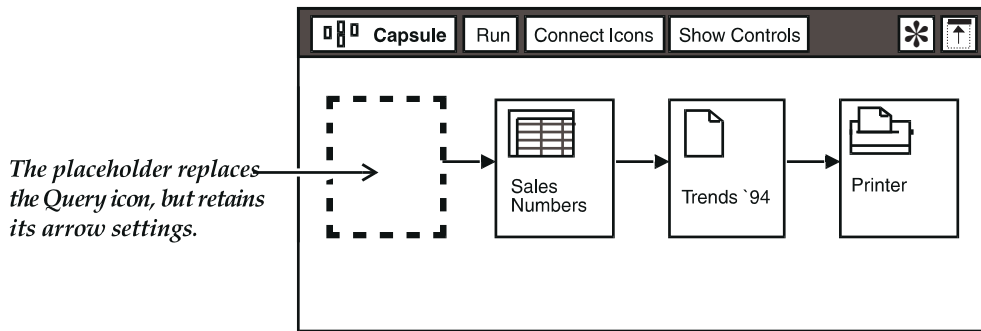 Capsule Run Connect Icons Show Controls
The placeholder replaces
the Query icon, but retains
its arrow settings.
Sales
Numbers
Trends `94
Printer